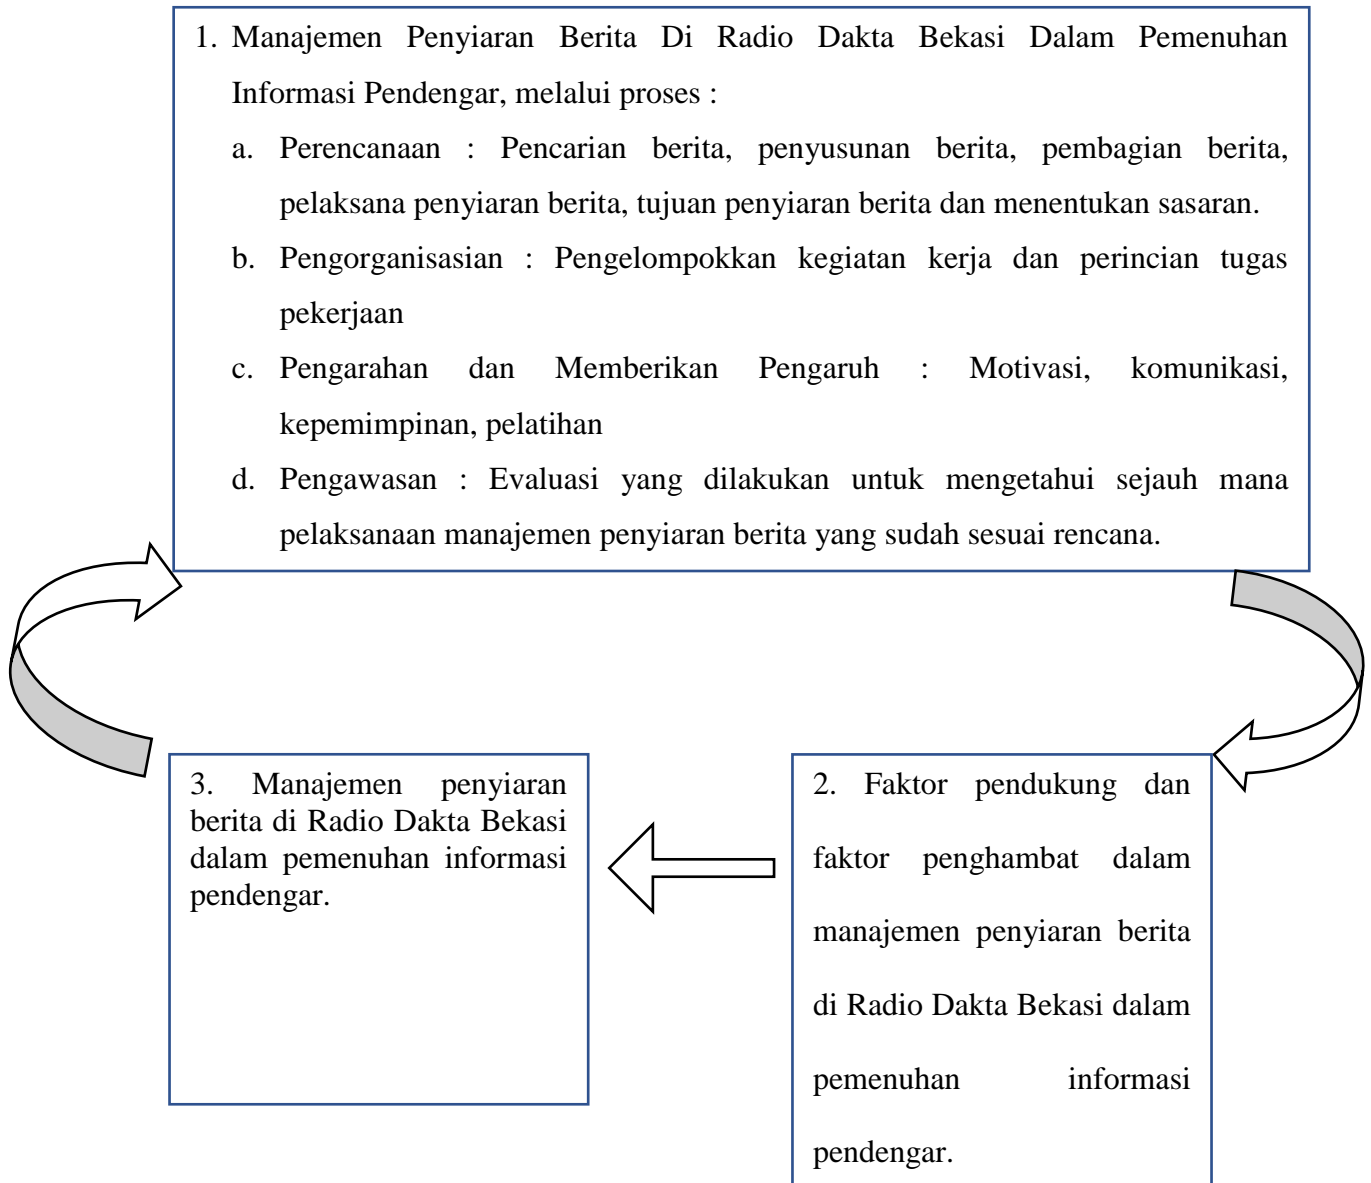 1. Manajemen Penyiaran Berita Di Radio Dakta Bekasi Dalam Pemenuhan
Informasi Pendengar, melalui proses :
a. Perencanaan : Pencarian berita, penyusunan berita, pembagian berita,
pelaksana penyiaran berita, tujuan penyiaran berita dan menentukan sasaran.
b. Pengorganisasian : Pengelompokkan kegiatan kerja dan perincian tugas
pekerjaan
c. Pengarahan dan Memberikan Pengaruh : Motivasi, komunikasi,
kepemimpinan, pelatihan
d. Pengawasan : Evaluasi yang dilakukan untuk mengetahui sejauh mana
pelaksanaan manajemen penyiaran berita yang sudah sesuai rencana.
3. Manajemen penyiaran
berita di Radio Dakta Bekasi
dalam pemenuhan informasi
pendengar.
2. Faktor pendukung dan
faktor penghambat dalam
manajemen penyiaran berita
di Radio Dakta Bekasi dalam
pemenuhan informasi
pendengar.